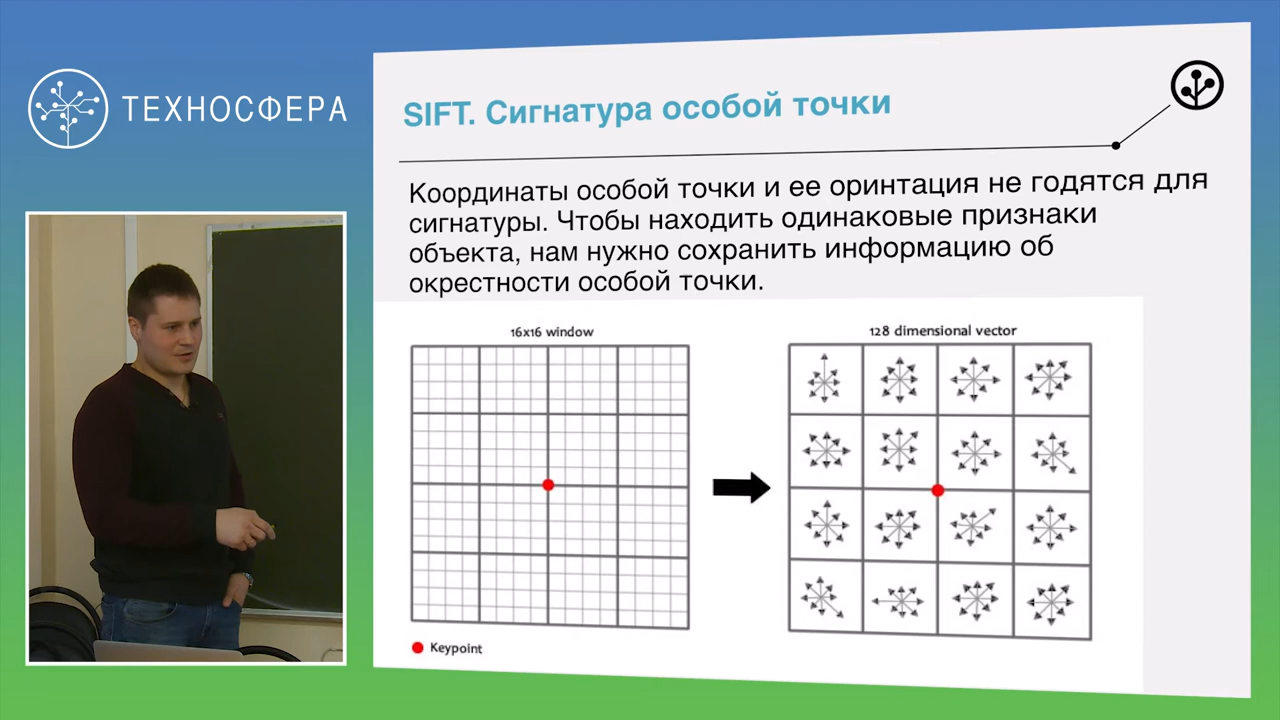 ТЕХНОСФЕРА
SIFT. Сигнатура особой точки
Координаты особой точки и ее оринтация не годятся для
сигнатуры. Чтобы находить одинаковые признаки
объекта, нам нужно сохранить информацию об
окрестности особой точки.
16x16 window
128 dimensional vector
Keypoint